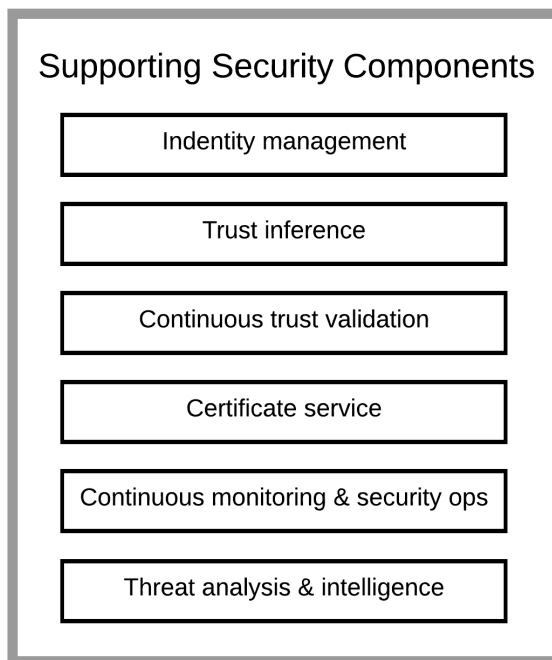 Supporting Security Components
Indentity management
Trust inference
Continuous trust validation
Certificate service
Continuous monitoring & security ops
Threat analysis & intelligence